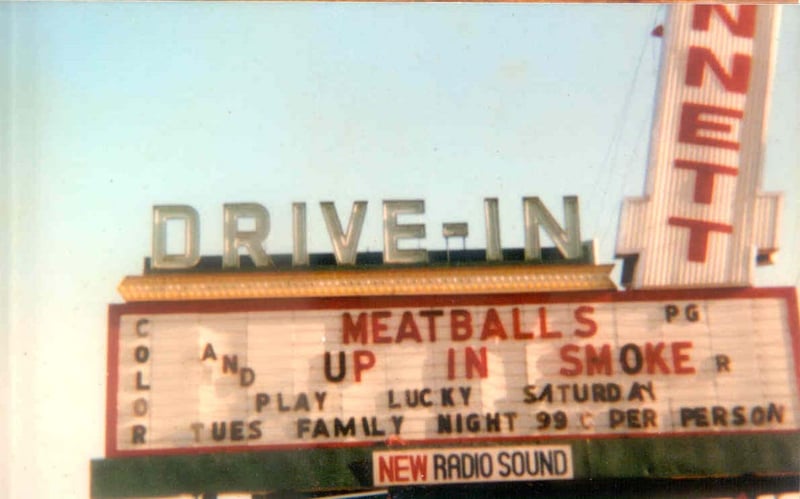 NNETT
DRIVE-IN
COLOR
MEATBALLS PG
AND UP IN SMOKE R
PLAY LUCKY SATURDAY
TUES FAMILY NIGHT 99 C PER PERSON
NEW RADIO SOUND